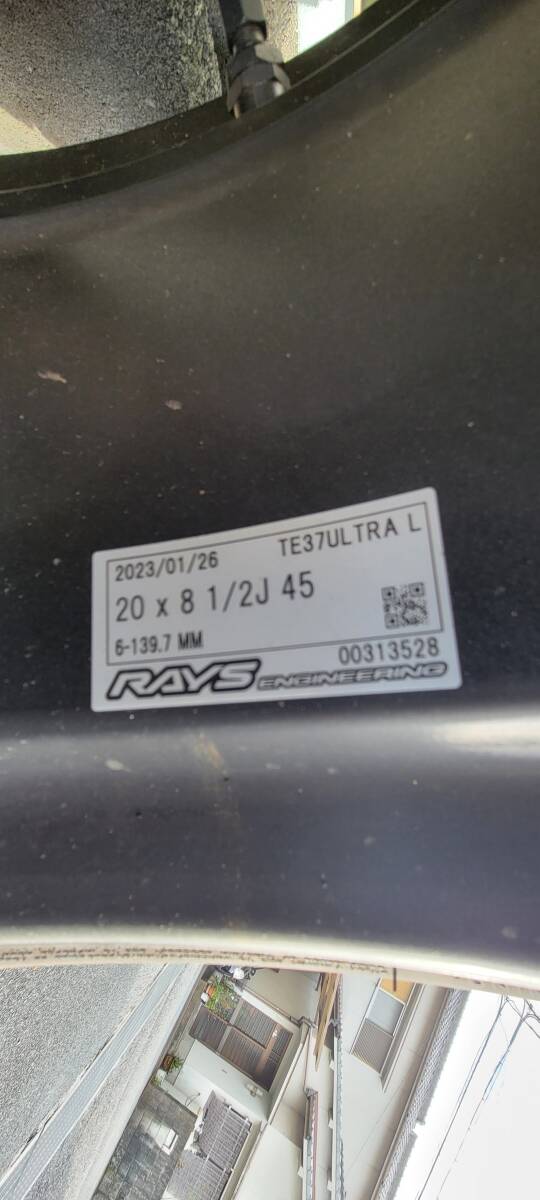 2023/01/26 TE37ULTRA L
20 x 8 1/2J 45
6-139.7 MM 00313528
RAYS ENGINEERING